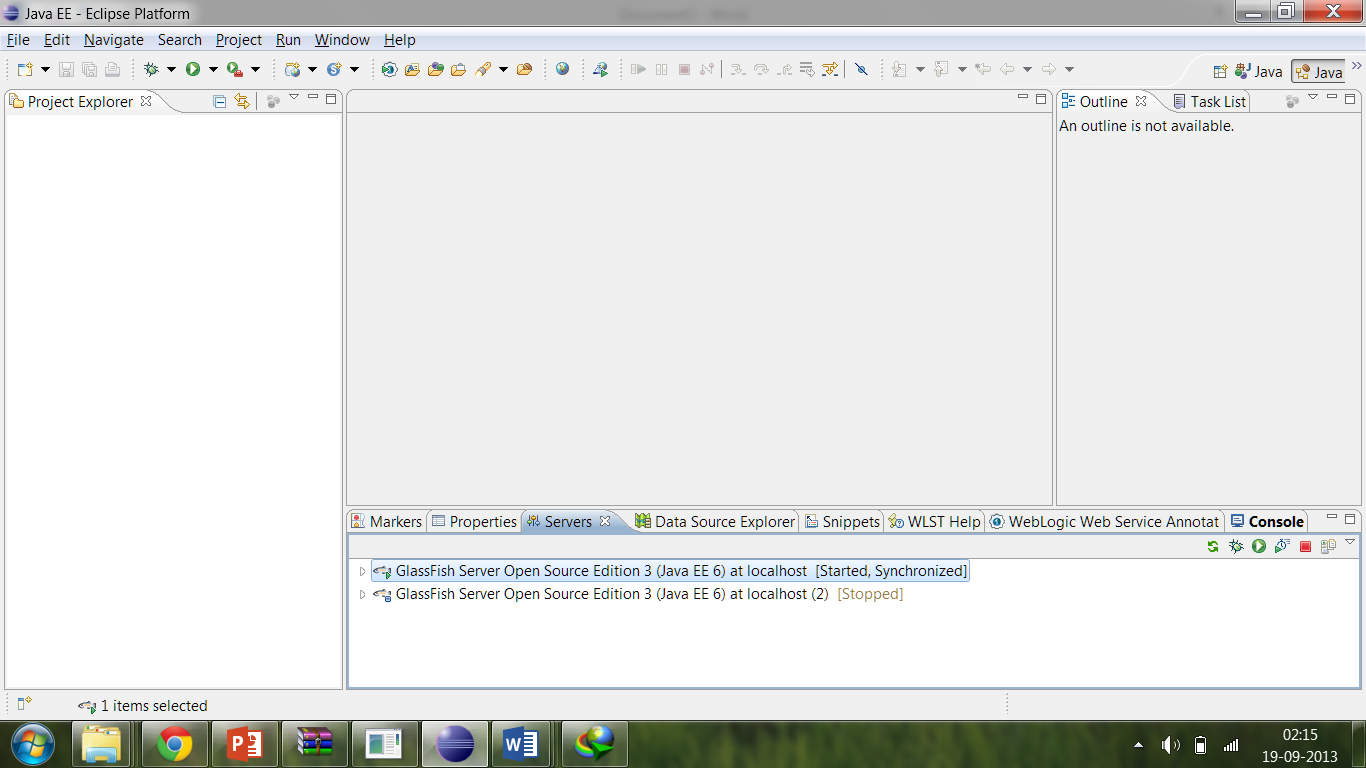 Java EE - Eclipse Platform
File Edit Navigate Search Project Run Window Help
Java Java
Project Explorer
Outline Task List
An outline is not available.
Markers Properties Servers Data Source Explorer Snippets WLST Help WebLogic Web Service Annotat Console
GlassFish Server Open Source Edition 3 (Java EE 6) at localhost [Started, Synchronized]
GlassFish Server Open Source Edition 3 (Java EE 6) at localhost (2) [Stopped]
1 items selected
02:15
19-09-2013